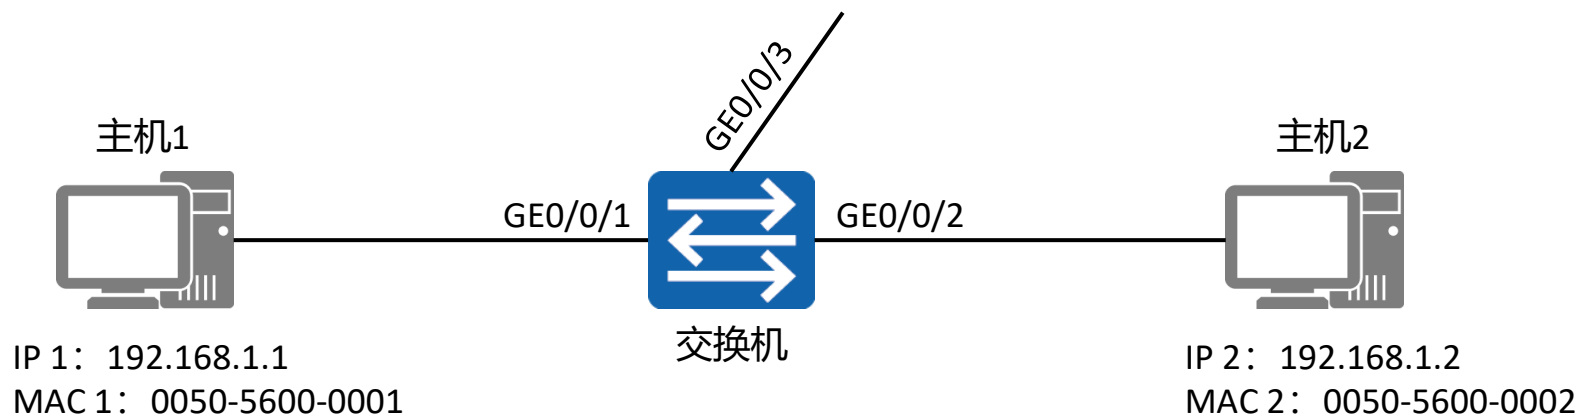 GE0/0/3
主机1
主机2
GE0/0/1
GE0/0/2
交换机
IP 1：192.168.1.1
MAC 1：0050-5600-0001
IP 2：192.168.1.2
MAC 2：0050-5600-0002